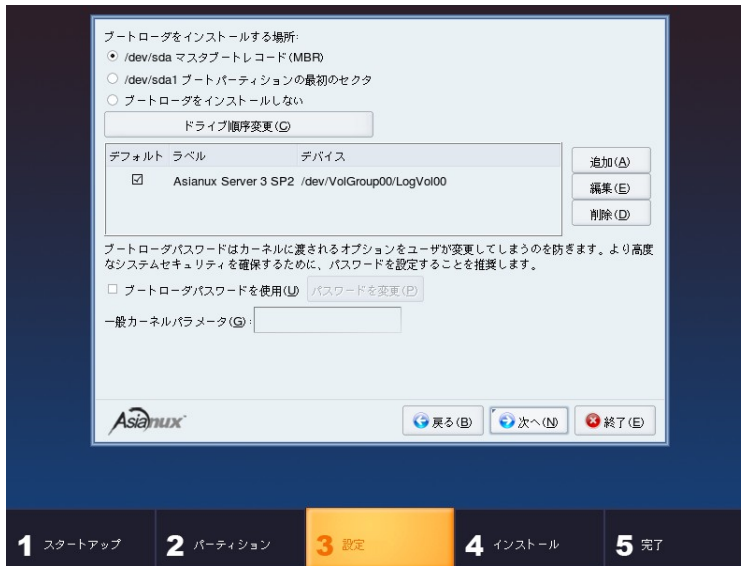 ブートローダをインストールする場所:
/dev/sda マスタブートレコード(MBR)
/dev/sda1 ブートパーティションの最初のセクタ
ブートローダをインストールしない
ドライブ順序変更(C)
デフォルト ラベル デバイス
Asianux Server 3 SP2 /dev/VolGroup00/LogVol00
追加(A)
編集(E)
削除(D)
ブートローダパスワードはカーネルに渡されるオプションをユーザが変更してしまうのを防ぎます。より高度
なシステムセキュリティを確保するために、パスワードを設定することを推奨します。
ブートローダパスワードを使用(U) パスワードを変更(P)
一般カーネルパラメータ(G):
Asianux
戻る(B) 次へ(N) 終了(E)
1 スタートアップ 2 パーティション 3 設定 4 インストール 5 完了